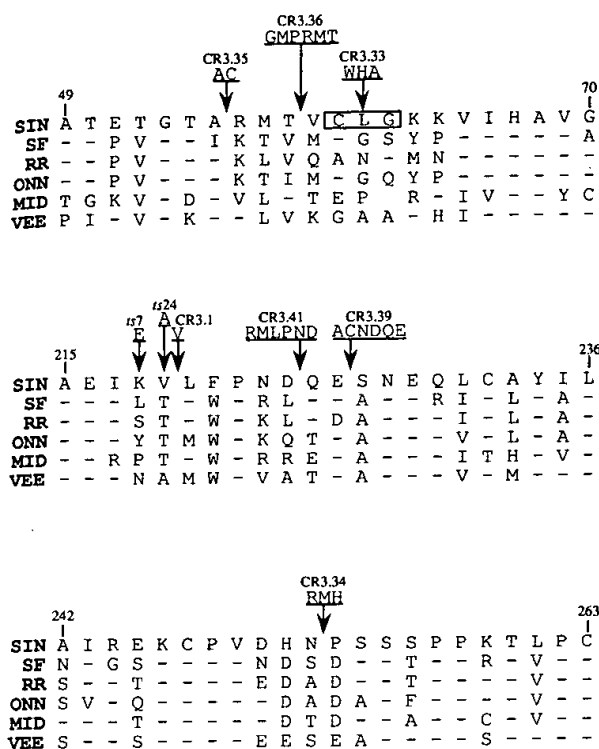 CR3.36
GMPRMT
CR3.35
AC
CR3.33
WHA
49 70
SIN A T E T G T A R M T V C L G K K V I H A V G
SF - - P V - - I K T V M - G S Y P - - - - - A
RR - - P V - - - K L V Q A N - M N - - - - - -
ONN - - P V - - - K T I M - G Q Y P - - - - - -
MID T G K V - D - V L - T E P - R - I V - - Y C
VEE P I - V - K - - L V K G A A - H I - - - - -
ts7 E
ts24 A
CR3.1 V
CR3.41
RMLPND
CR3.39
ACNDQE
215 236
SIN A E I K V L F P N D Q E S N E Q L C A Y I L
SF - - - L T - W - R L - - A - - R I - L - A -
RR - - - S T - W - K L - D A - - - I - L - A -
ONN - - - Y T M W - K Q T - A - - - V - L - A -
MID - - R P T - W - R R E - A - - - I T H - V -
VEE - - - N A M W - V A T - A - - - V - M - - -
CR3.34
RMH
242 263
SIN A I R E K C P V D H N P S S S P P K T L P C
SF N - G S - - - - N D S D - - T - - R - V - -
RR S - - T - - - - E D A D - - T - - - - V - -
ONN S V - Q - - - - - D A D A - F - - - - V - -
MID - - - T - - - - - D T D - - A - - C - V - -
VEE S - - S - - - - E E S E A - - - - S - - - -